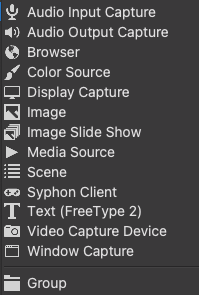 Audio Input Capture
Audio Output Capture
Browser
Color Source
Display Capture
Image
Image Slide Show
Media Source
Scene
Syphon Client
Text (FreeType 2)
Video Capture Device
Window Capture
Group